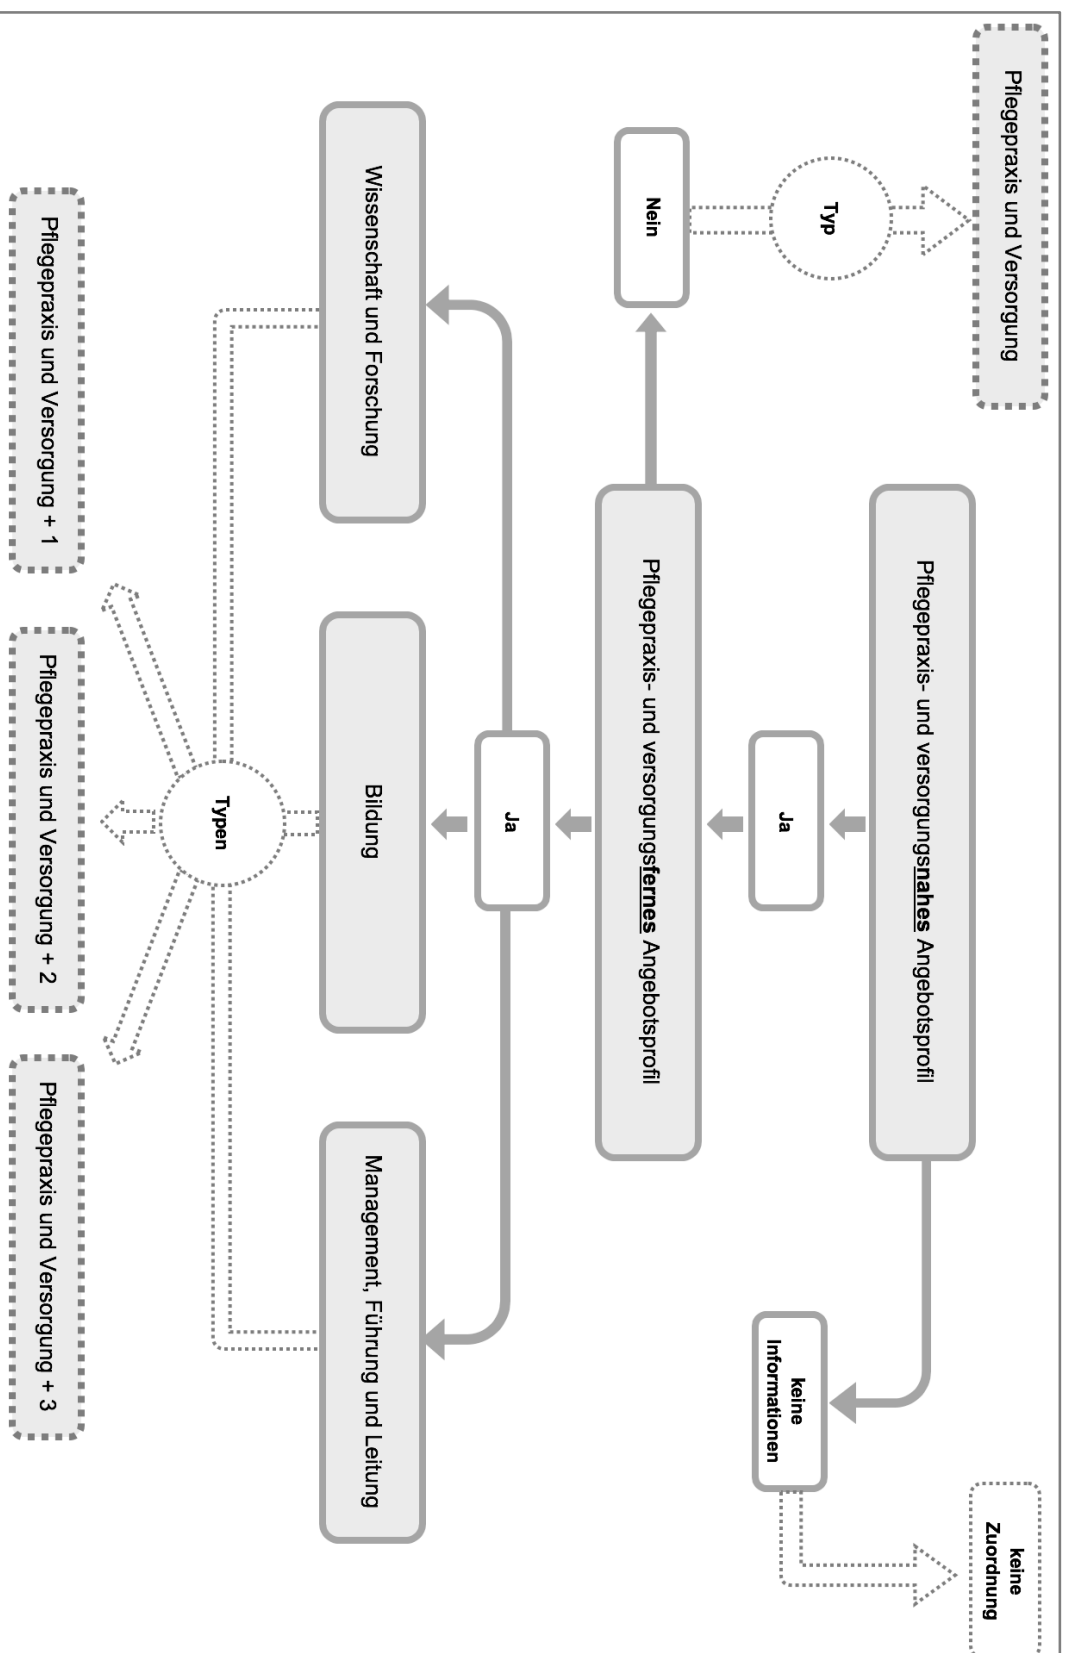 Pflegepraxis und Versorgung
keine
Zuordnung
Pflegepraxis- und versorgungsnahes Angebotsprofil
Typ
Ja
keine
Informationen
Nein
Pflegepraxis- und versorgungsfernes Angebotsprofil
Ja
Wissenschaft und Forschung
Bildung
Management, Führung und Leitung
Typen
Pflegepraxis und Versorgung + 1
Pflegepraxis und Versorgung + 2
Pflegepraxis und Versorgung + 3